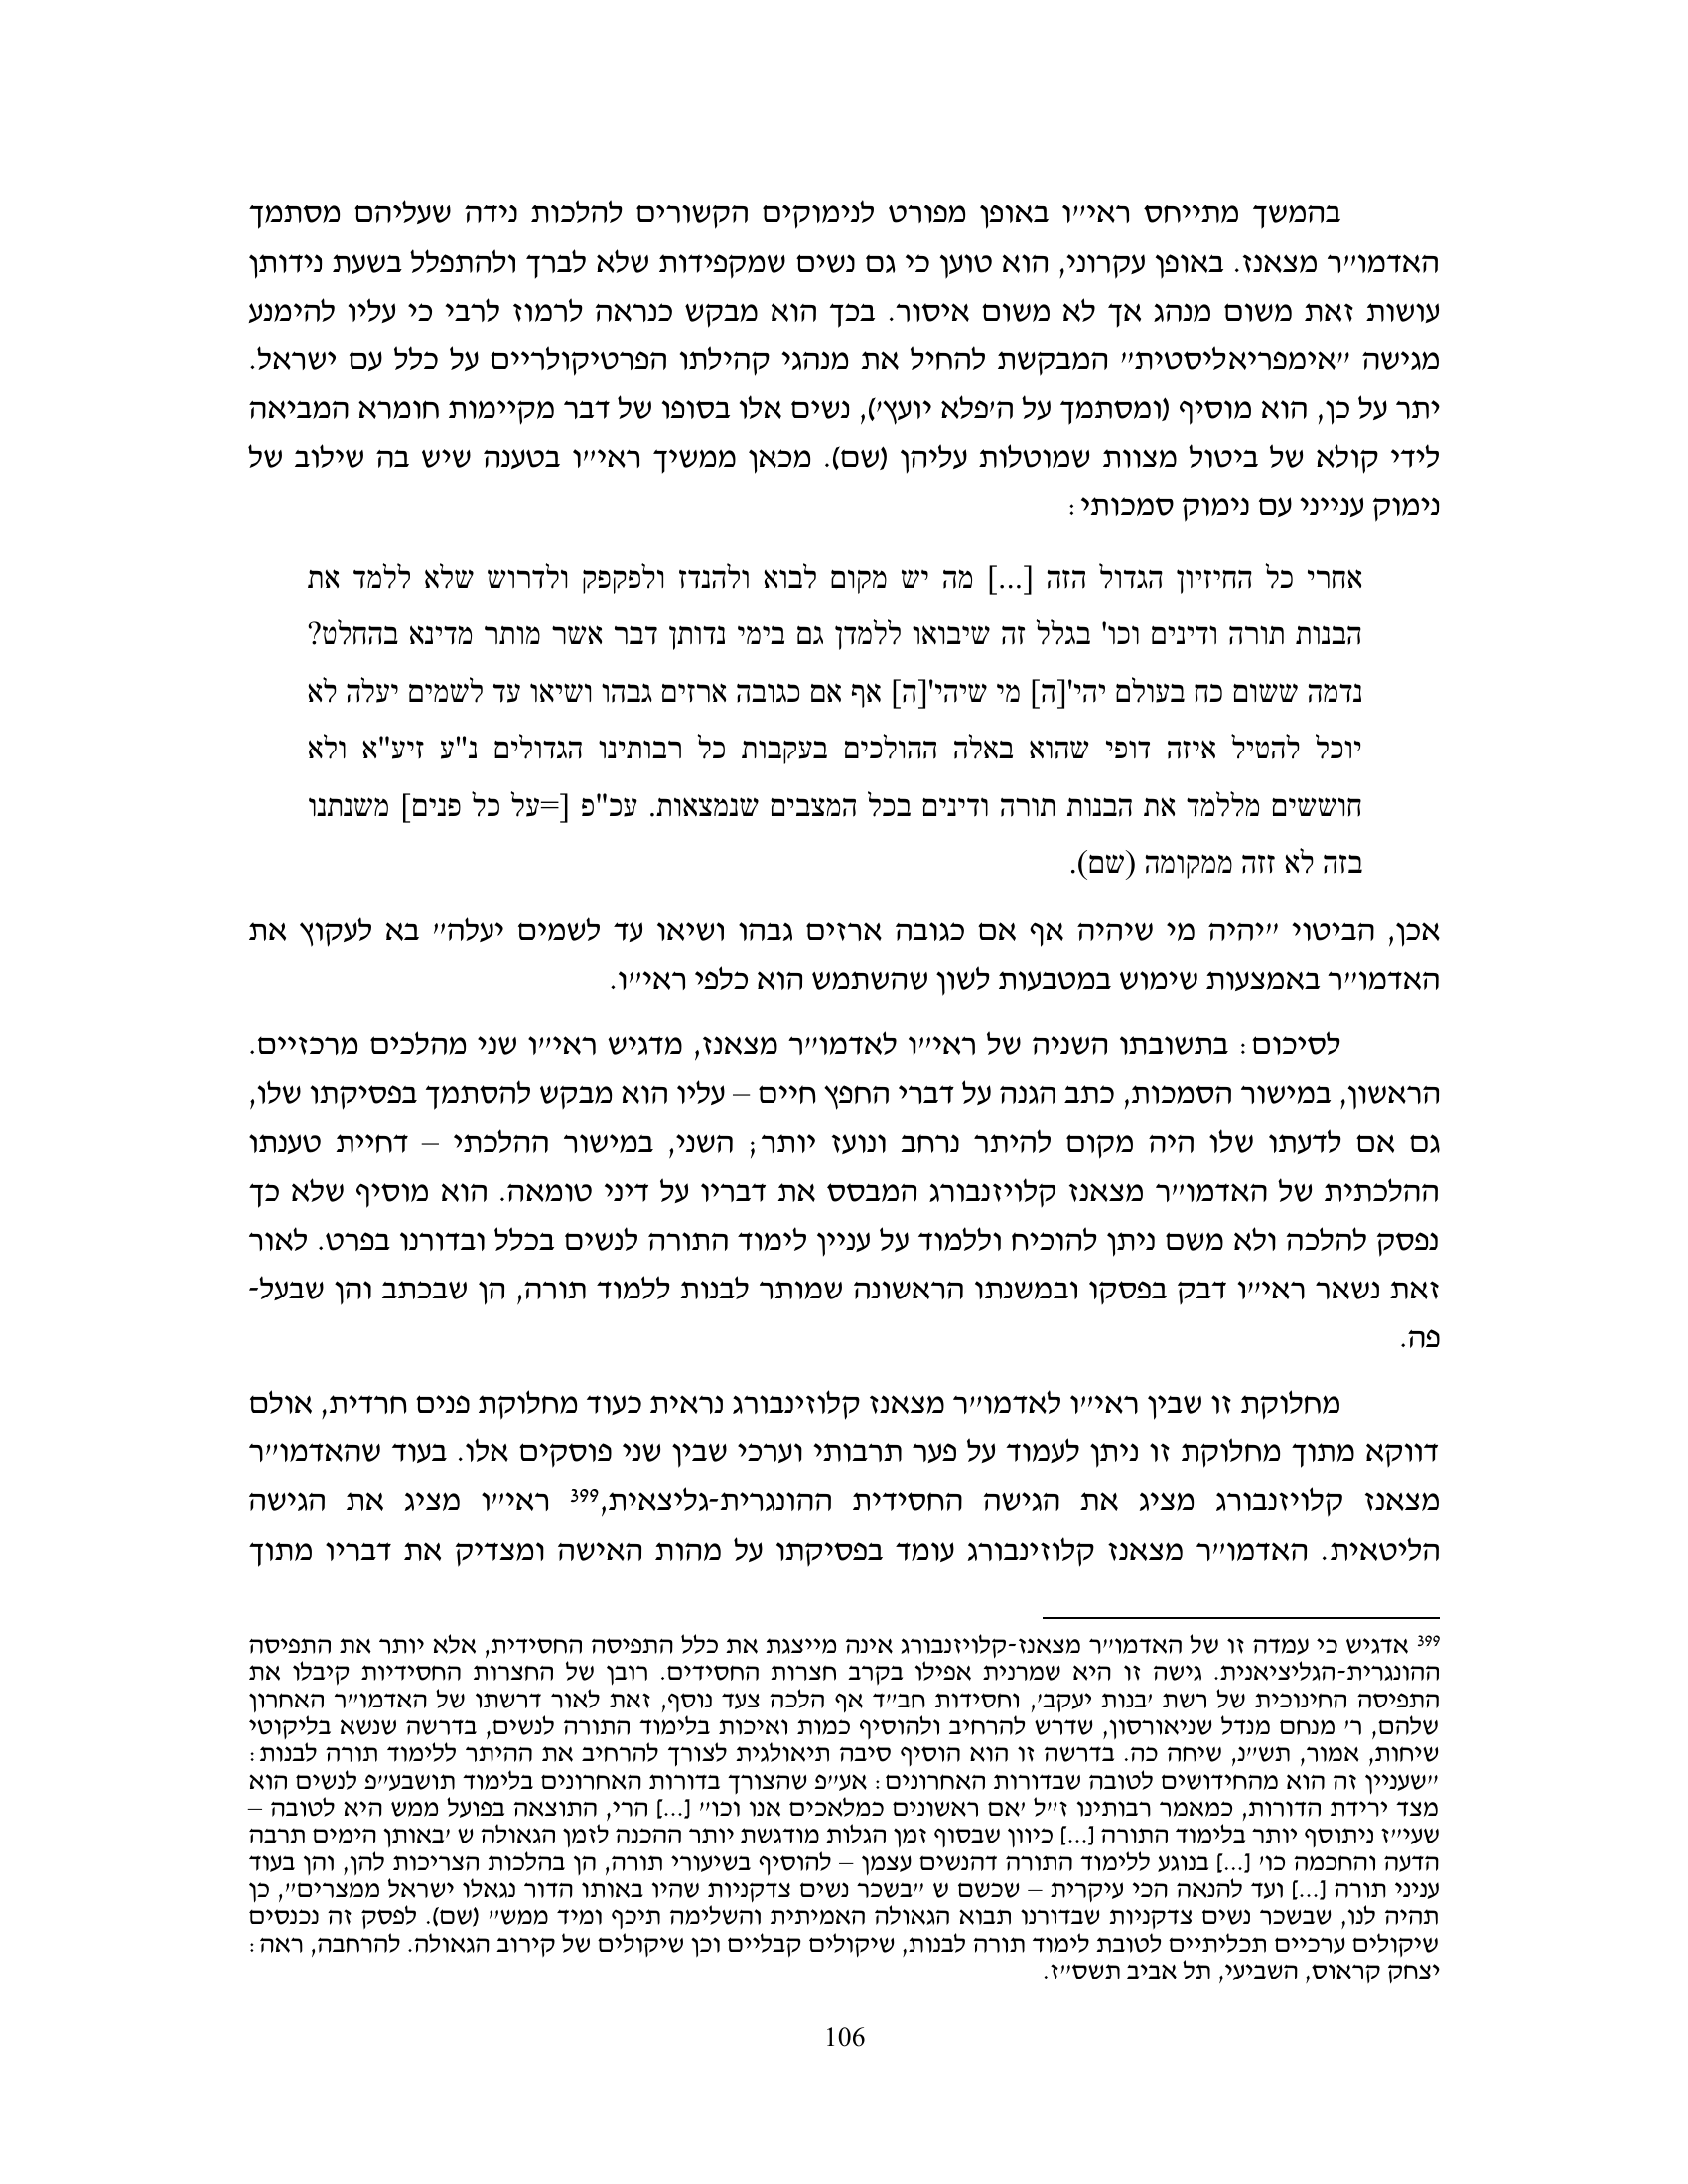 בהמשך מתייחס ראי״ו באופן מפורט לנימוקים הקשורים להלכות נידה שעליהם מסתמך
האדמו״ר מצאנז. באופן עקרוני, הוא טוען כי גם נשים שמקפידות שלא לברך ולהתפלל בשעת נידותן
עושות זאת משום מנהג אך לא משום איסור. בכך הוא מבקש כנראה לרמוז לרבי כי עליו להימנע
מגישה ״אימפריאליסטית״ המבקשת להחיל את מנהגי קהילתו הפרטיקולריים על כלל עם ישראל.
יתר על כן, הוא מוסיף (ומסתמך על ה׳פלא יועץ׳), נשים אלו בסופו של דבר מקיימות חומרא המביאה
לידי קולא של ביטול מצוות שמוטלות עליהן (שם). מכאן ממשיך ראי״ו בטענה שיש בה שילוב של
נימוק ענייני עם נימוק סמכותי:
אחרי כל החיזיון הגדול הזה [...] מה יש מקום לבוא ולהנדז ולפקפק ולדרוש שלא ללמד את
הבנות תורה ודינים וכו' בגלל זה שיבואו ללמדן גם בימי נדותן דבר אשר מותר מדינא בהחלט?
נדמה ששום כח בעולם יהי'[ה] מי שיהי'[ה] אף אם כגובה ארזים גבהו ושיאו עד לשמים יעלה לא
יוכל להטיל איזה דופי שהוא באלה ההולכים בעקבות כל רבותינו הגדולים נ"ע זיע"א ולא
חוששים מללמד את הבנות תורה ודינים בכל המצבים שנמצאות. עכ"פ [=על כל פנים] משנתנו
בזה לא זזה ממקומה (שם).
אכן, הביטוי ״יהיה מי שיהיה אף אם כגובה ארזים גבהו ושיאו עד לשמים יעלה״ בא לעקוץ את
האדמו״ר באמצעות שימוש במטבעות לשון שהשתמש הוא כלפי ראי״ו.
לסיכום: בתשובתו השניה של ראי״ו לאדמו״ר מצאנז, מדגיש ראי״ו שני מהלכים מרכזיים.
הראשון, במישור הסמכות, כתב הגנה על דברי החפץ חיים – עליו הוא מבקש להסתמך בפסיקתו שלו,
גם אם לדעתו שלו היה מקום להיתר נרחב ונועז יותר; השני, במישור ההלכתי – דחיית טענתו
ההלכתית של האדמו״ר מצאנז קלויזנבורג המבסס את דבריו על דיני טומאה. הוא מוסיף שלא כך
נפסק להלכה ולא משם ניתן להוכיח וללמוד על עניין לימוד התורה לנשים בכלל ובדורנו בפרט. לאור
זאת נשאר ראי״ו דבק בפסקו ובמשנתו הראשונה שמותר לבנות ללמוד תורה, הן שבכתב והן שבעל-
פה.
מחלוקת זו שבין ראי״ו לאדמו״ר מצאנז קלוזינבורג נראית כעוד מחלוקת פנים חרדית, אולם
דווקא מתוך מחלוקת זו ניתן לעמוד על פער תרבותי וערכי שבין שני פוסקים אלו. בעוד שהאדמו״ר
מצאנז קלויזנבורג מציג את הגישה החסידית ההונגרית-גליצאית,399 ראי״ו מציג את הגישה
הליטאית. האדמו״ר מצאנז קלוזינבורג עומד בפסיקתו על מהות האישה ומצדיק את דבריו מתוך
399 אדגיש כי עמדה זו של האדמו״ר מצאנז-קלויזנבורג אינה מייצגת את כלל התפיסה החסידית, אלא יותר את התפיסה
ההונגרית-הגליציאנית. גישה זו היא שמרנית אפילו בקרב חצרות החסידים. רובן של החצרות החסידיות קיבלו את
התפיסה החינוכית של רשת ׳בנות יעקב׳, וחסידות חב״ד אף הלכה צעד נוסף, זאת לאור דרשתו של האדמו״ר האחרון
שלהם, ר׳ מנחם מנדל שניאורסון, שדרש להרחיב ולהוסיף כמות ואיכות בלימוד התורה לנשים, בדרשה שנשא בליקוטי
שיחות, אמור, תש״נ, שיחה כה. בדרשה זו הוא הוסיף סיבה תיאולגית לצורך להרחיב את ההיתר ללימוד תורה לבנות:
״שעניין זה הוא מהחידושים לטובה שבדורות האחרונים: אע״פ שהצורך בדורות האחרונים בלימוד תושבע״פ לנשים הוא
מצד ירידת הדורות, כמאמר רבותינו ז״ל ׳אם ראשונים כמלאכים אנו וכו״ [...] הרי, התוצאה בפועל ממש היא לטובה –
שעי״ז ניתוסף יותר בלימוד התורה [...] כיוון שבסוף זמן הגלות מודגשת יותר ההכנה לזמן הגאולה ש ׳באותן הימים תרבה
הדעה והחכמה כו׳ [...] בנוגע ללימוד התורה דהנשים עצמן – להוסיף בשיעורי תורה, הן בהלכות הצריכות להן, והן בעוד
עניני תורה [...] ועד להנאה הכי עיקרית – שכשם ש ״בשכר נשים צדקניות שהיו באותו הדור נגאלו ישראל ממצרים״, כן
תהיה לנו, שבשכר נשים צדקניות שבדורנו תבוא הגאולה האמיתית והשלימה תיכף ומיד ממש״ (שם). לפסק זה נכנסים
שיקולים ערכיים תכליתיים לטובת לימוד תורה לבנות, שיקולים קבליים וכן שיקולים של קירוב הגאולה. להרחבה, ראה:
יצחק קראוס, השביעי, תל אביב תשס״ז.
106